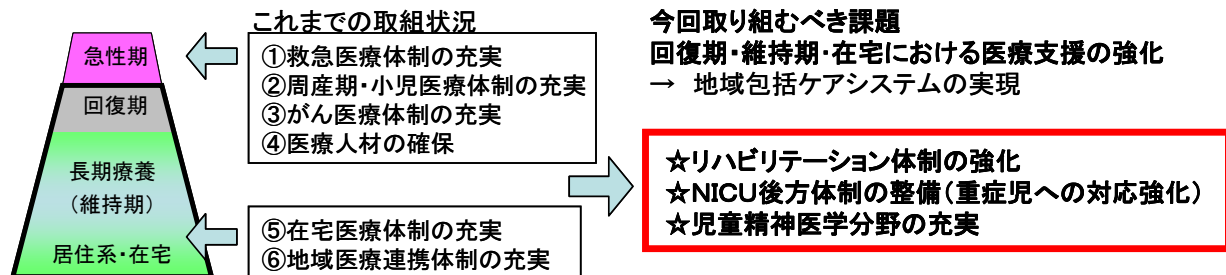 急性期
回復期
長期療養
（維持期）
居住系・在宅
これまでの取組状況
①救急医療体制の充実
②周産期・小児医療体制の充実
③がん医療体制の充実
④医療人材の確保
⑤在宅医療体制の充実
⑥地域医療連携体制の充実
今回取り組むべき課題
回復期・維持期・在宅における医療支援の強化
→ 地域包括ケアシステムの実現
☆リハビリテーション体制の強化
☆NICU後方体制の整備（重症児への対応強化）
☆児童精神医学分野の充実